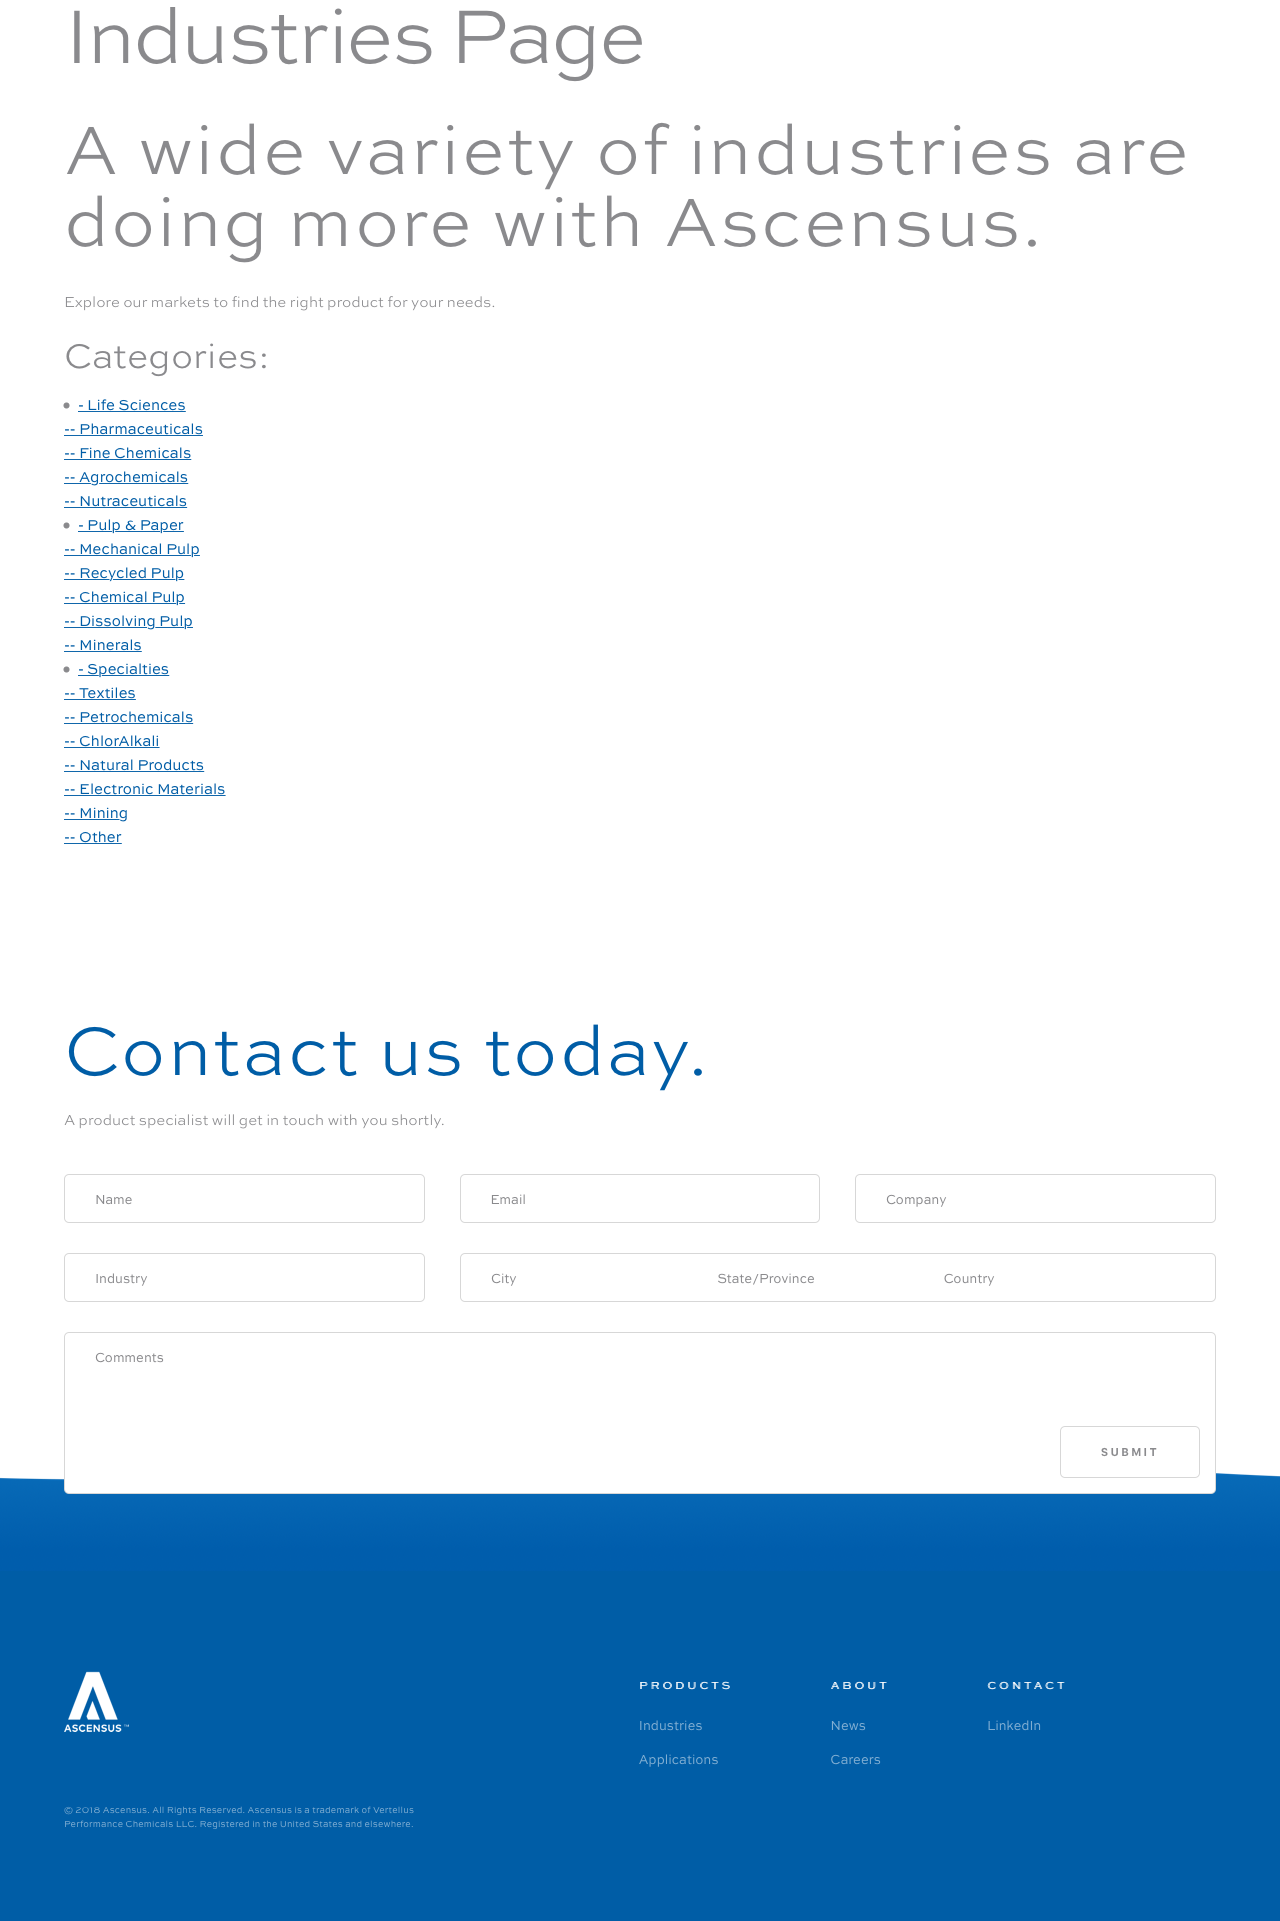 Industries Page
A wide variety of industries are
doing more with Ascensus.
Explore our markets to find the right product for your needs.
Categories:
- Life Sciences
-- Pharmaceuticals
-- Fine Chemicals
-- Agrochemicals
-- Nutraceuticals
- Pulp & Paper
-- Mechanical Pulp
-- Recycled Pulp
-- Chemical Pulp
-- Dissolving Pulp
-- Minerals
- Specialties
-- Textiles
-- Petrochemicals
-- ChlorAlkali
-- Natural Products
-- Electronic Materials
-- Mining
-- Other
Contact us today.
A product specialist will get in touch with you shortly.
Name Email Company
Industry City State/Province Country
Comments
SUBMIT
PRODUCTS ABOUT CONTACT
Industries News LinkedIn
ASCENSUS™
Applications Careers
© 2018 Ascensus. All Rights Reserved. Ascensus is a trademark of Vertellus
Performance Chemicals LLC. Registered in the United States and elsewhere.